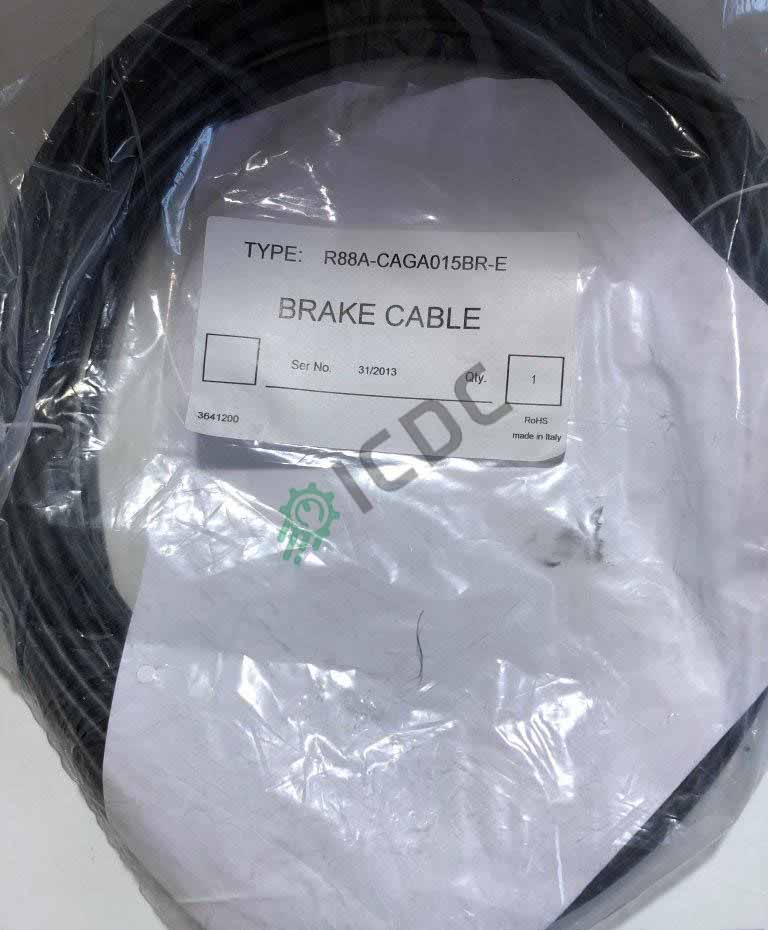 TYPE: R88A-CAGA015BR-E
BRAKE CABLE
Ser No. 31/2013 Qty. 1
3641200
RoHS
made in Italy
ICDC